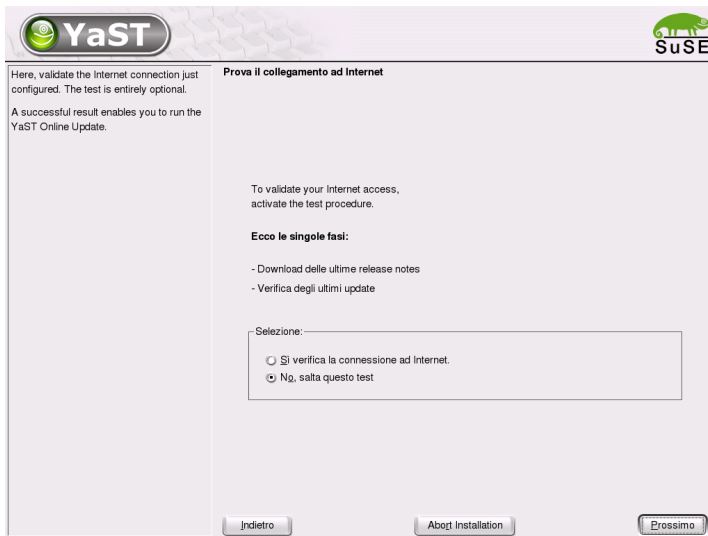 YaST
SuSE
Here, validate the Internet connection just
configured. The test is entirely optional.
A successful result enables you to run the
YaST Online Update.
Prova il collegamento ad Internet
To validate your Internet access,
activate the test procedure.
Ecco le singole fasi:
- Download delle ultime release notes
- Verifica degli ultimi update
Selezione:
Sì verifica la connessione ad Internet.
No, salta questo test
Indietro
Abort Installation
Prossimo